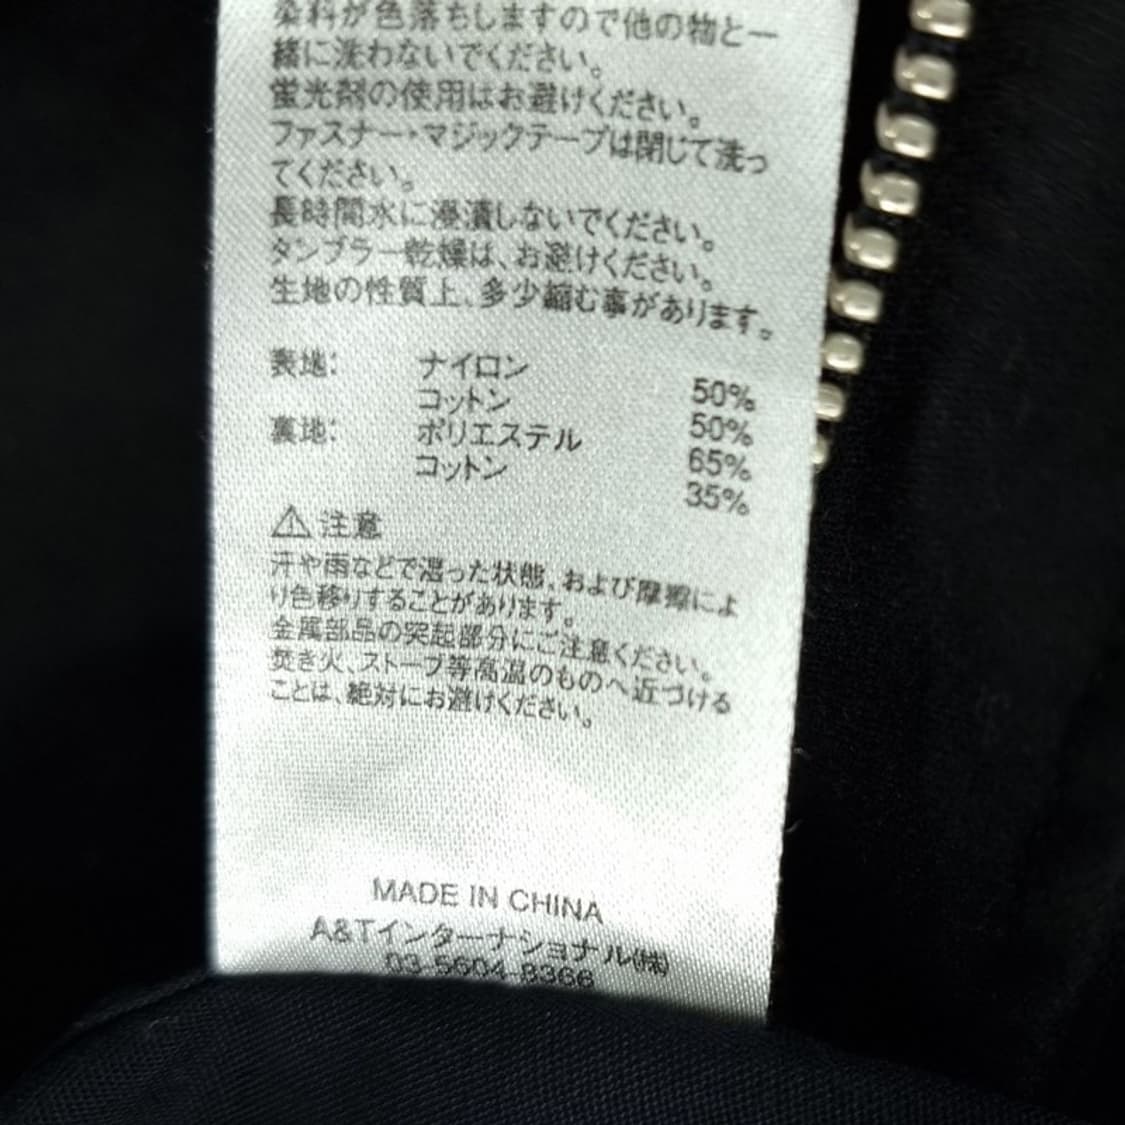 染料が色落ちしますので他の物と一
緒に洗わないでください。
蛍光剤の使用はお避けください。
ファスナー・マジックテープは閉じて洗っ
てください。
長時間水に浸漬しないでください。
タンブラー乾燥は、お避けください。
生地の性質上、多少縮む事があります。
表地: ナイロン 50%
コットン 50%
裏地: ポリエステル 65%
コットン 35%
⚠ 注意
汗や雨などで湿った状態、および摩擦によ
り色移りすることがあります。
金属部品の突起部分にご注意ください。
焚き火、ストーブ等高温のものへ近づける
ことは、絶対にお避けください。
MADE IN CHINA
A&Tインターナショナル㈱
03-5604-8366